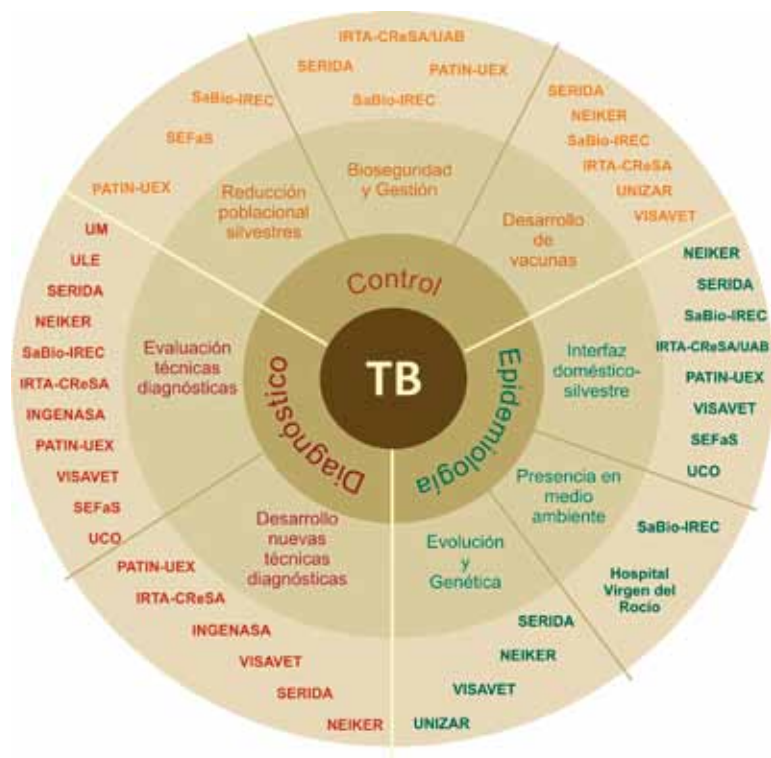 TB
Control
Bioseguridad
y Gestión
IRTA-CReSA/UAB
SERIDA
PATIN-UEX
SaBio-IREC
Desarrollo
de
vacunas
SERIDA
NEIKER
SaBio-IREC
IRTA-CReSA
UNIZAR
VISAVET
Reducción
poblacional
silvestres
SaBio-IREC
SEFaS
PATIN-UEX
Epidemiología
Interfaz
doméstico-
silvestre
NEIKER
SERIDA
SaBio-IREC
IRTA-CReSA/UAB
PATIN-UEX
VISAVET
SEFaS
UCO
Presencia en
medio
ambiente
SaBio-IREC
Hospital
Virgen del
Rocío
Evolución
y
Genética
SERIDA
NEIKER
VISAVET
UNIZAR
Diagnóstico
Desarrollo
nuevas
técnicas
diagnósticas
PATIN-UEX
IRTA-CReSA
INGENASA
VISAVET
SERIDA
NEIKER
Evaluación
técnicas
diagnósticas
UM
ULE
SERIDA
NEIKER
SaBio-IREC
IRTA-CReSA
INGENASA
PATIN-UEX
VISAVET
SEFaS
UCO